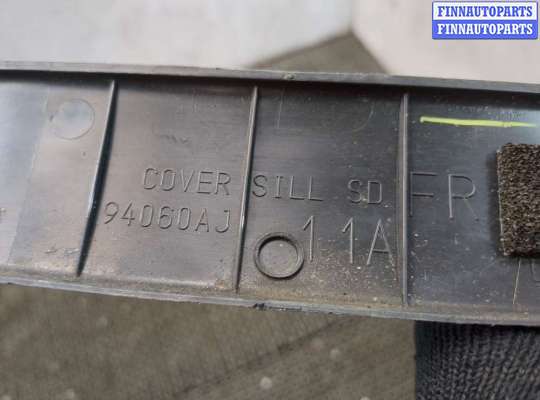 FINNAUTOPARTS
FINNAUTOPARTS
COVER SILL SD FR
94060AJ 11A